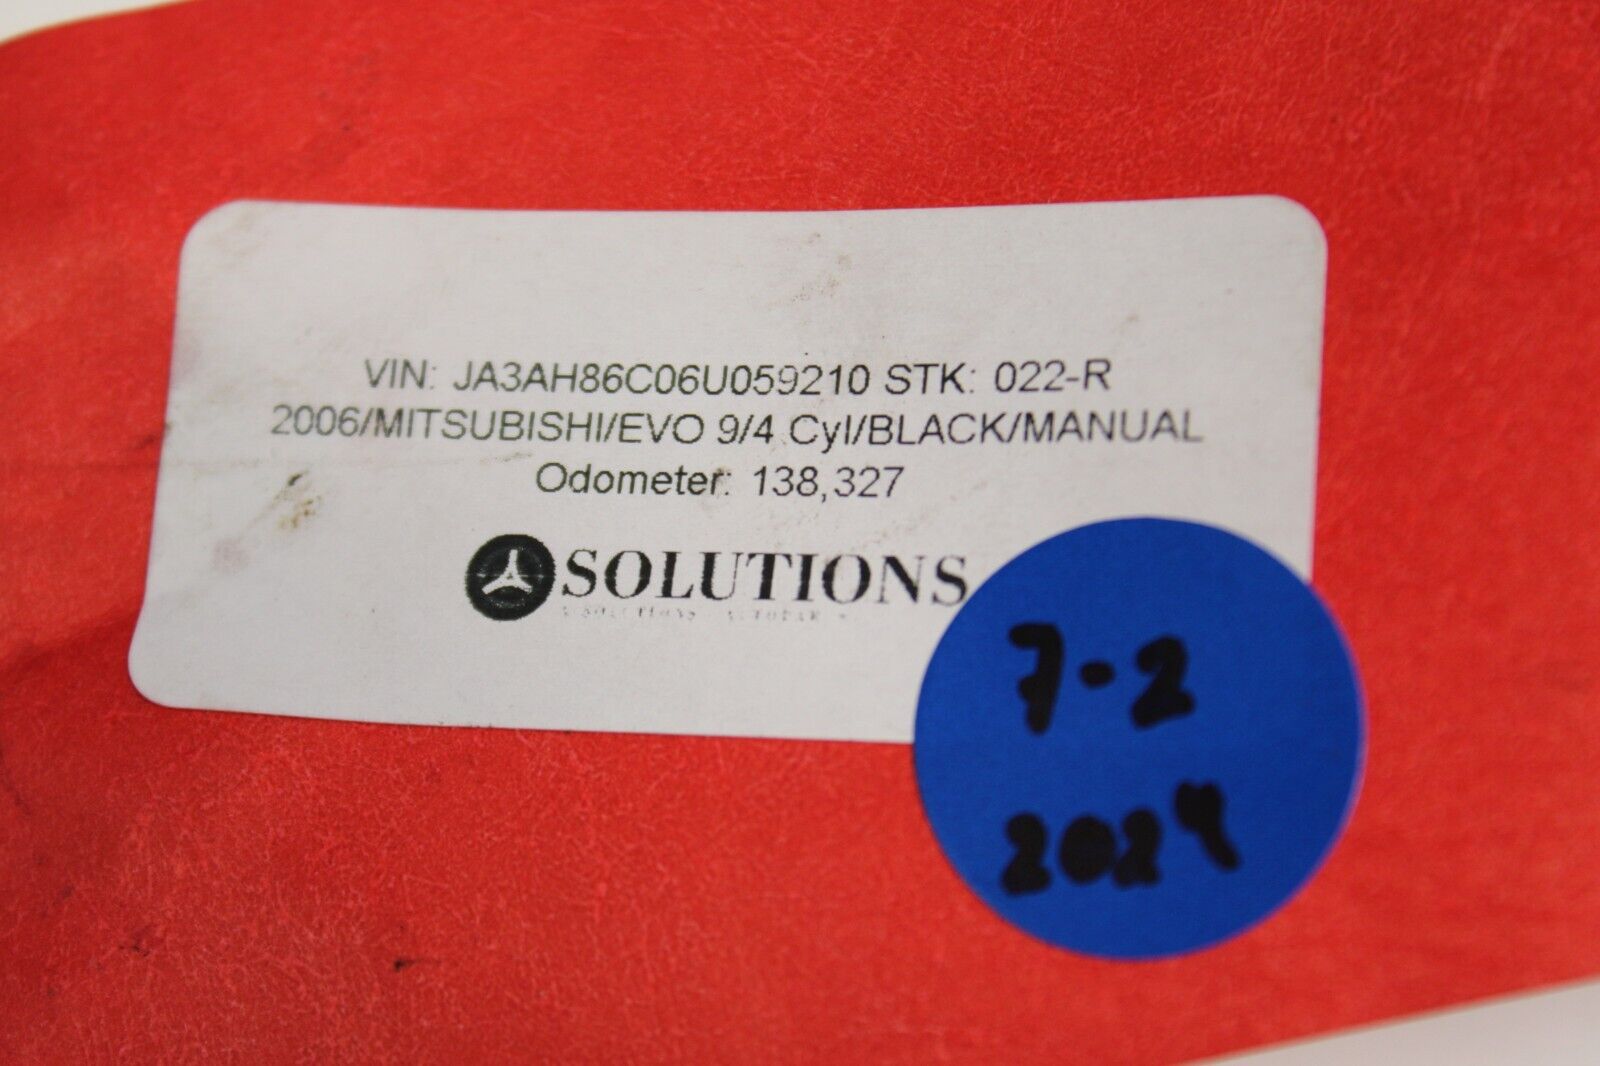 VIN: JA3AH86C06U059210 STK: 022-R
2006/MITSUBISHI/EVO 9/4 Cyl/BLACK/MANUAL
Odometer: 138,327
SOLUTIONS
7-2
2024